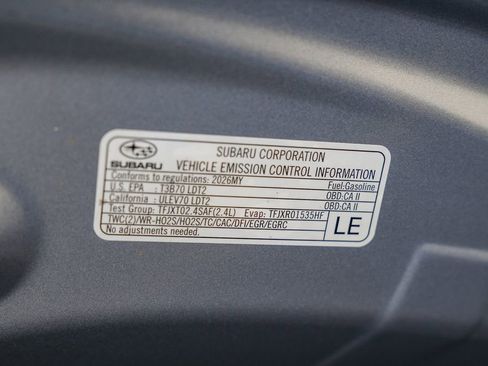 SUBARU
SUBARU CORPORATION
VEHICLE EMISSION CONTROL INFORMATION
Conforms to regulations: 2026MY
Fuel:Gasoline
U.S. EPA : T3B70 LDT2
OBD:CA II
California : ULEV70 LDT2
OBD:CA II
Test Group: TFJXT02.4SAF(2.4L) Evap: TFJXR01535HF
TWC(2)/WR-HO2S/HO2S/TC/CAC/DFI/EGR/EGRC
No adjustments needed.
LE